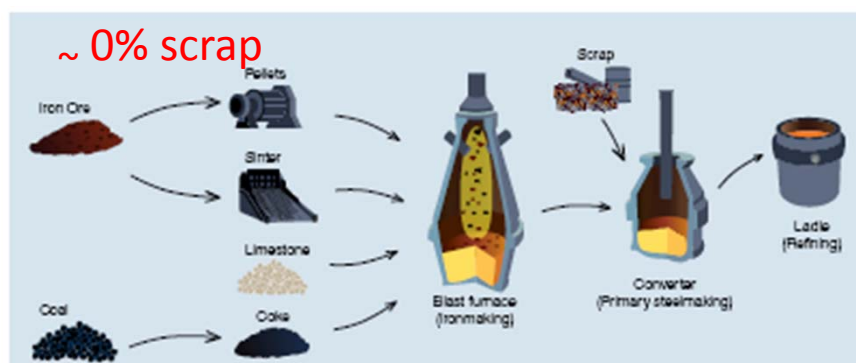 ~ 0% scrap
Pellets
Scrap
Iron Ore
Sinter
Limestone
Coal
Coke
Blast furnace
(Ironmaking)
Converter
(Primary steelmaking)
Ladle
(Refining)